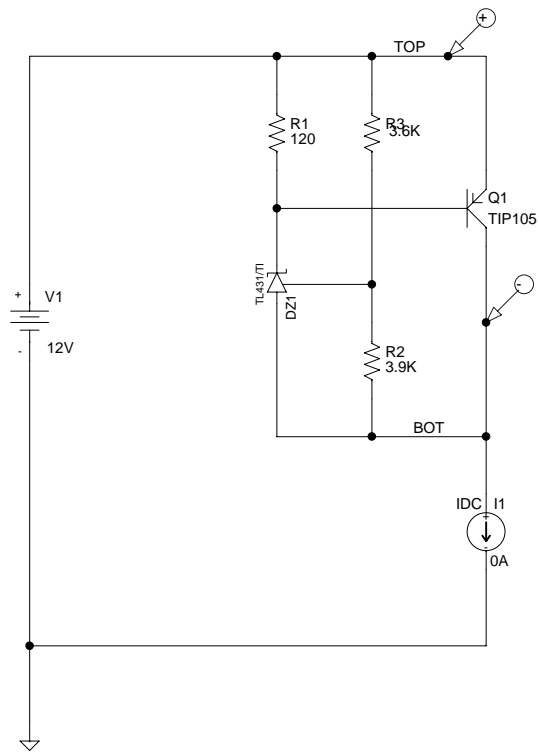 +
TOP
R1
120
R3
3.6K
Q1
TIP105
TL431/TI
DZ1
-
+
V1
-
12V
R2
3.9K
BOT
IDC I1
+
-
0A